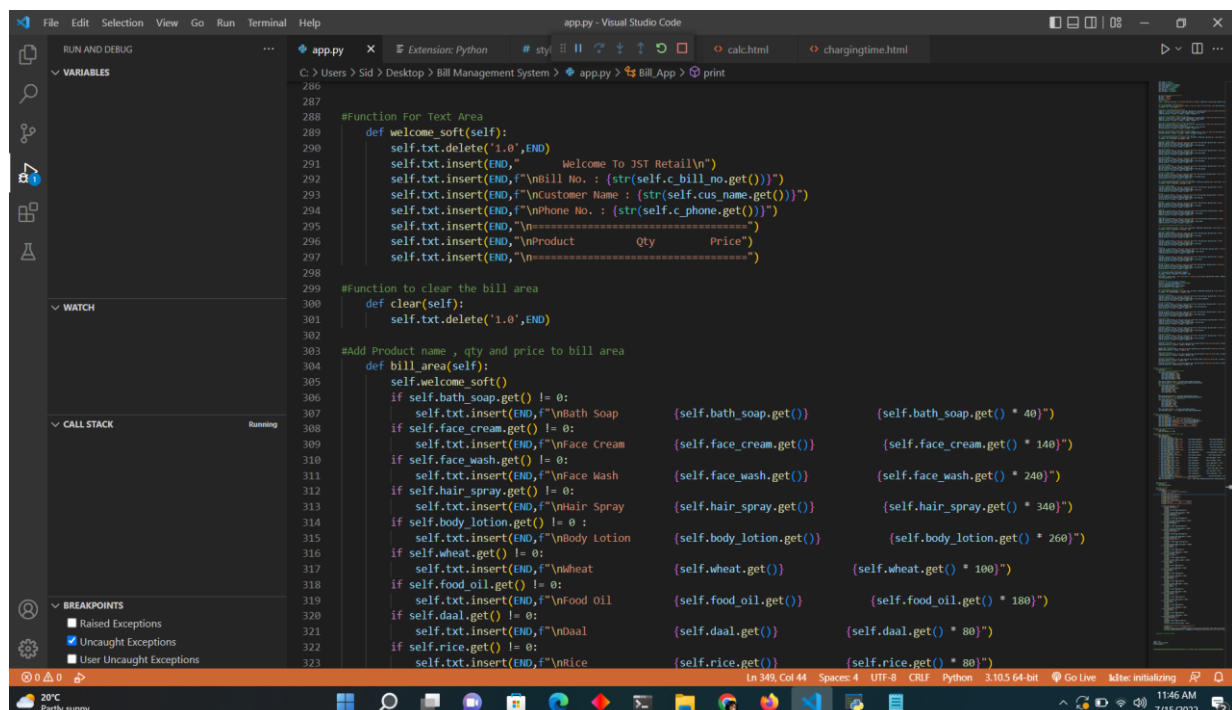 File Edit Selection View Go Run Terminal Help
app.py - Visual Studio Code
RUN AND DEBUG
app.py
Extension: Python
# styl
calc.html
chargingtime.html
VARIABLES
C: > Users > Sid > Desktop > Bill Management System > app.py > Bill_App > print
286
287
288 #Function For Text Area
289 def welcome_soft(self):
290 self.txt.delete('1.0',END)
291 self.txt.insert(END," Welcome To JST Retail\n")
292 self.txt.insert(END,f"\nBill No. : {str(self.c_bill_no.get())}")
293 self.txt.insert(END,f"\nCustomer Name : {str(self.cus_name.get())}")
294 self.txt.insert(END,f"\nPhone No. : {str(self.c_phone.get())}")
295 self.txt.insert(END,"\n===================================")
296 self.txt.insert(END,"\nProduct Qty Price")
297 self.txt.insert(END,"\n===================================")
298
299 #Function to clear the bill area
300 def clear(self):
301 self.txt.delete('1.0',END)
302
303 #Add Product name , qty and price to bill area
304 def bill_area(self):
305 self.welcome_soft()
306 if self.bath_soap.get() != 0:
307 self.txt.insert(END,f"\nBath Soap {self.bath_soap.get()} {self.bath_soap.get() * 40}")
308 if self.face_cream.get() != 0:
309 self.txt.insert(END,f"\nFace Cream {self.face_cream.get()} {self.face_cream.get() * 140}")
310 if self.face_wash.get() != 0:
311 self.txt.insert(END,f"\nFace Wash {self.face_wash.get()} {self.face_wash.get() * 240}")
312 if self.hair_spray.get() != 0:
313 self.txt.insert(END,f"\nHair Spray {self.hair_spray.get()} {self.hair_spray.get() * 340}")
314 if self.body_lotion.get() != 0 :
315 self.txt.insert(END,f"\nBody Lotion {self.body_lotion.get()} {self.body_lotion.get() * 260}")
316 if self.wheat.get() != 0:
317 self.txt.insert(END,f"\nWheat {self.wheat.get()} {self.wheat.get() * 100}")
318 if self.food_oil.get() != 0:
319 self.txt.insert(END,f"\nFood Oil {self.food_oil.get()} {self.food_oil.get() * 180}")
320 if self.daal.get() != 0:
321 self.txt.insert(END,f"\nDaal {self.daal.get()} {self.daal.get() * 80}")
322 if self.rice.get() != 0:
323 self.txt.insert(END,f"\nRice {self.rice.get()} {self.rice.get() * 80}")
WATCH
CALL STACK
Running
BREAKPOINTS
Raised Exceptions
Uncaught Exceptions
User Uncaught Exceptions
0 0
Ln 349, Col 44 Spaces: 4 UTF-8 CRLF Python 3.10.5 64-bit Go Live kite: initializing
20°C
Partly sunny
11:46 AM
7/15/2022